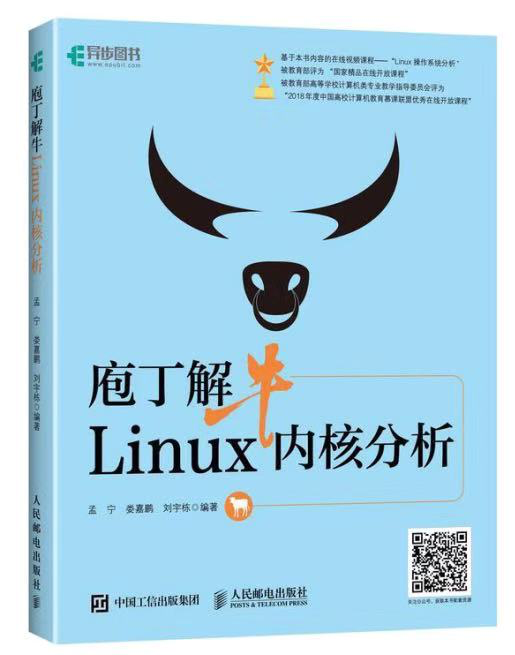 异步图书
www.epubit.com
基于本书内容的在线视频课程——“Linux 操作系统分析”
被教育部评为 “国家精品在线开放课程”
被教育部高等学校计算机类专业教学指导委员会评为
“2018年度中国高校计算机教育慕课联盟优秀在线开放课程”
庖丁解牛
Linux 内核分析
孟 宁 娄嘉鹏 刘宇栋 编著
中国工信出版集团
人民邮电出版社
POSTS & TELECOM PRESS
关注公众号，获取本书配套资源
庖丁解牛Linux 内核分析
孟 宁 娄嘉鹏 刘宇栋 编著
人民邮电出版社